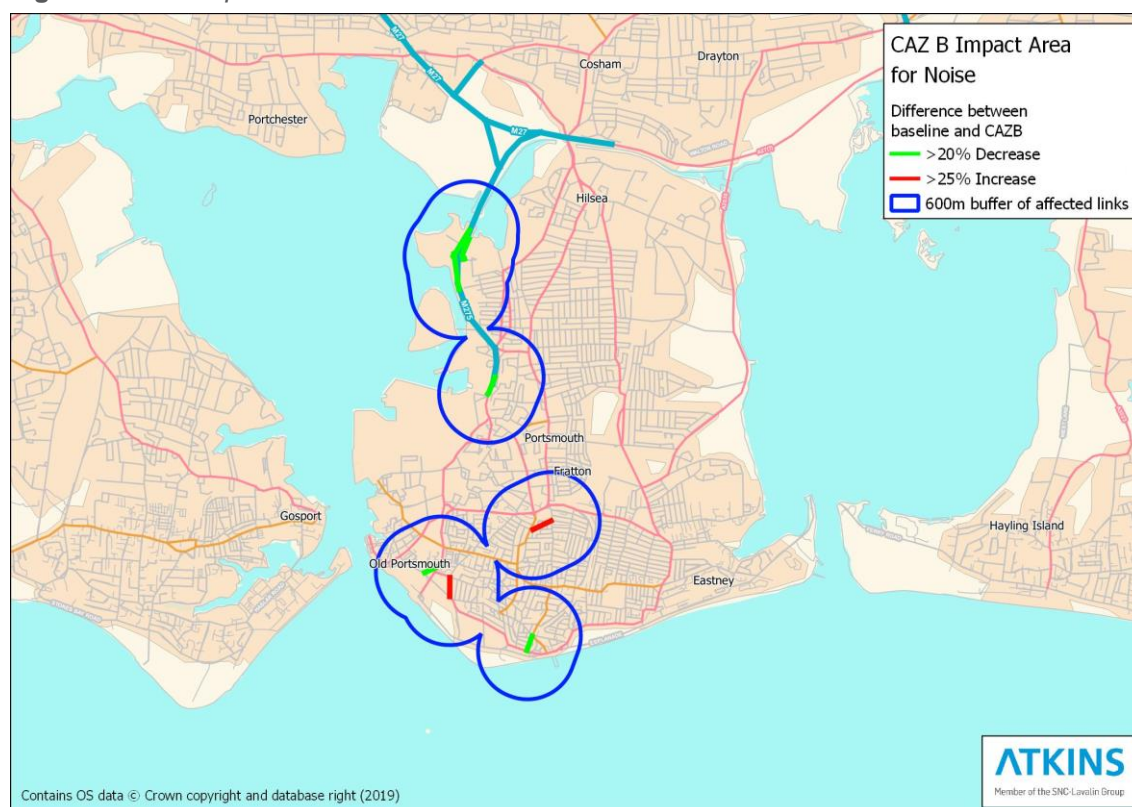 CAZ B Impact Area
for Noise
Difference between
baseline and CAZB
>20% Decrease
>25% Increase
600m buffer of affected links
M27
Cosham
Drayton
Portchester
M27
Hilsea
M275
Portsmouth
Fratton
Gosport
Old Portsmouth
Eastney
Hayling Island
ESPLANADE
ATKINS
Member of the SNC-Lavalin Group
Contains OS data © Crown copyright and database right (2019)